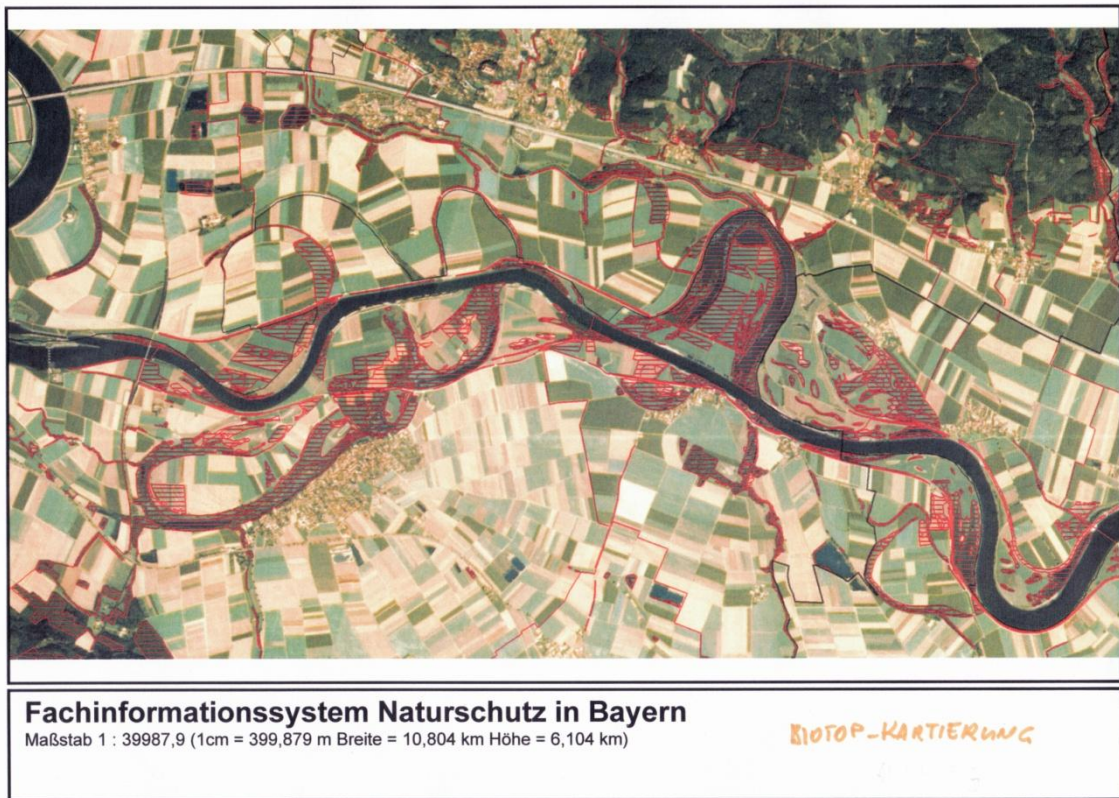 Fachinformationssystem Naturschutz in Bayern
Maßstab 1 : 39987,9 (1cm = 399,879 m Breite = 10,804 km Höhe = 6,104 km)
BIOTOP-KARTIERUNG